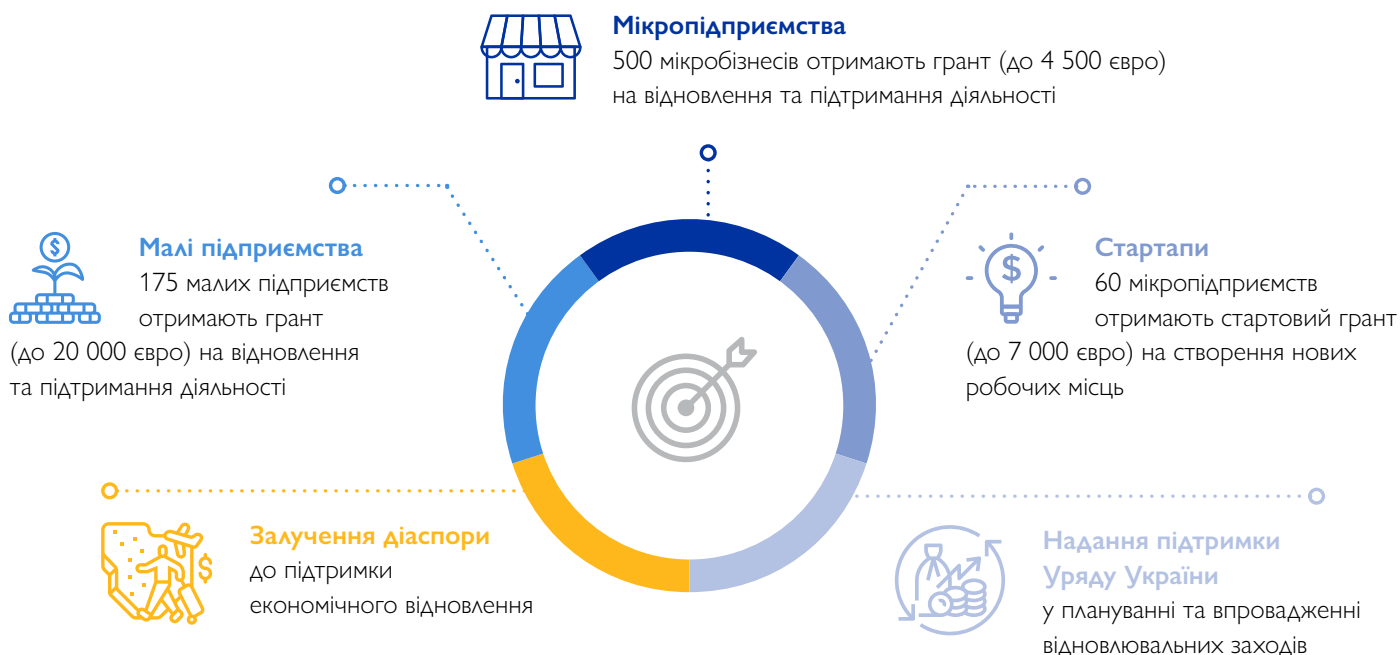 Мікропідприємства
500 мікробізнесів отримають грант (до 4 500 євро)
на відновлення та підтримання діяльності
Малі підприємства
175 малих підприємств
отримають грант
(до 20 000 євро) на відновлення
та підтримання діяльності
Стартапи
60 мікропідприємств
отримають стартовий грант
(до 7 000 євро) на створення нових
робочих місць
Залучення діаспори
до підтримки
економічного відновлення
Надання підтримки
Уряду України
у плануванні та впровадженні
відновлювальних заходів